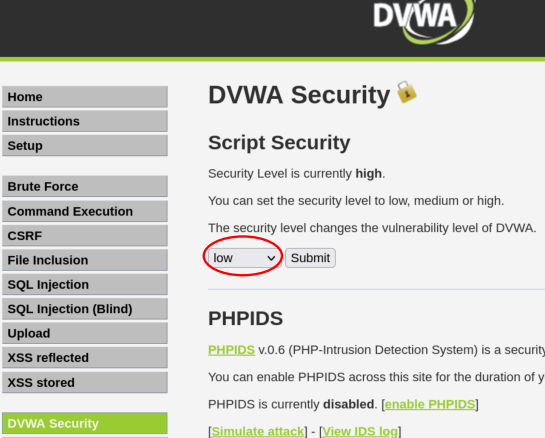 DVWA
Home
Instructions
Setup
Brute Force
Command Execution
CSRF
File Inclusion
SQL Injection
SQL Injection (Blind)
Upload
XSS reflected
XSS stored
DVWA Security
DVWA Security
Script Security
Security Level is currently high.
You can set the security level to low, medium or high.
The security level changes the vulnerability level of DVWA.
low Submit
PHPIDS
PHPIDS v.0.6 (PHP-Intrusion Detection System) is a security
You can enable PHPIDS across this site for the duration of y
PHPIDS is currently disabled. [enable PHPIDS]
[Simulate attack] - [View IDS log]